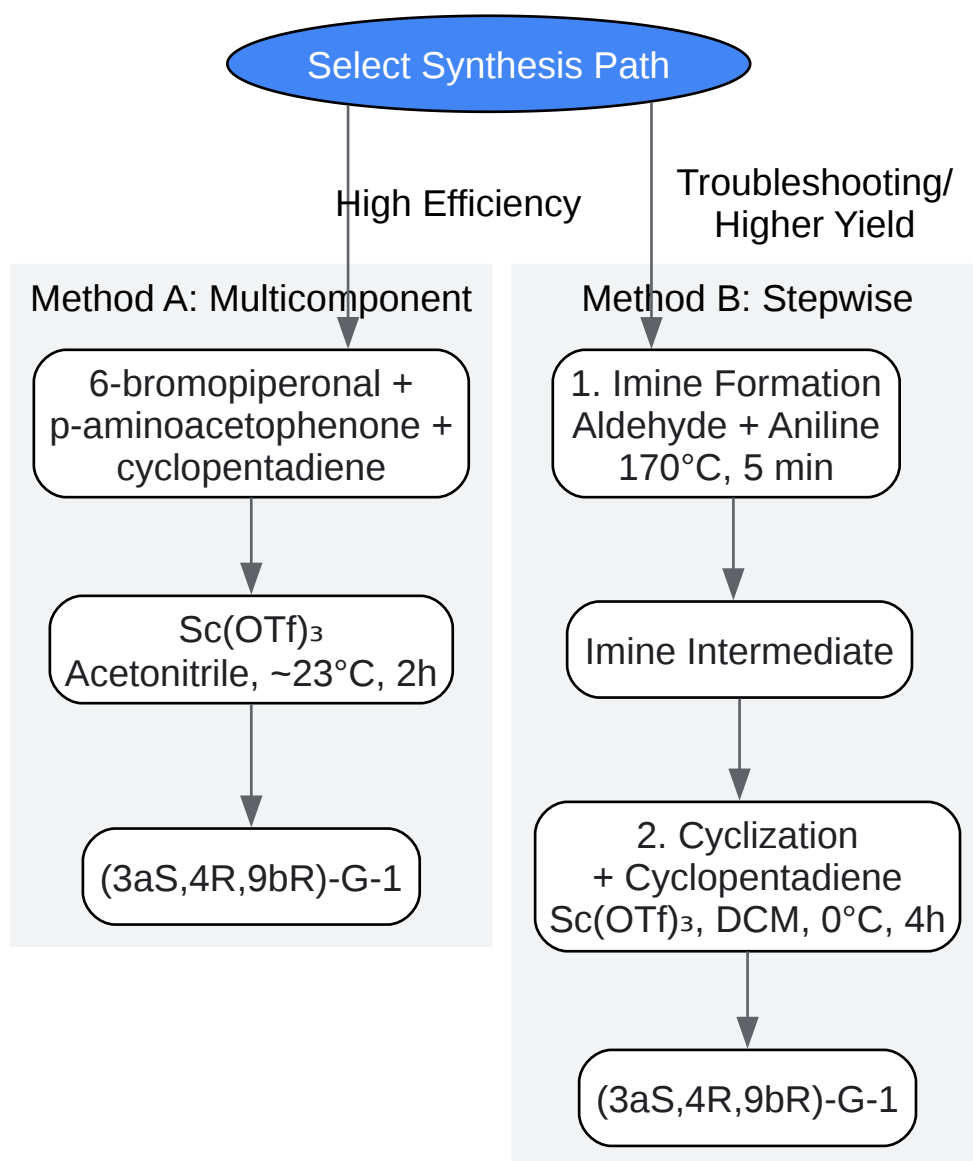 Select Synthesis Path
High Efficiency
Troubleshooting/
Higher Yield
Method A: Multicomponent
6-bromopiperonal +
p-aminoacetophenone +
cyclopentadiene
Sc(OTf)₃
Acetonitrile, ~23°C, 2h
(3aS,4R,9bR)-G-1
Method B: Stepwise
1. Imine Formation
Aldehyde + Aniline
170°C, 5 min
Imine Intermediate
2. Cyclization
+ Cyclopentadiene
Sc(OTf)₃, DCM, 0°C, 4h
(3aS,4R,9bR)-G-1